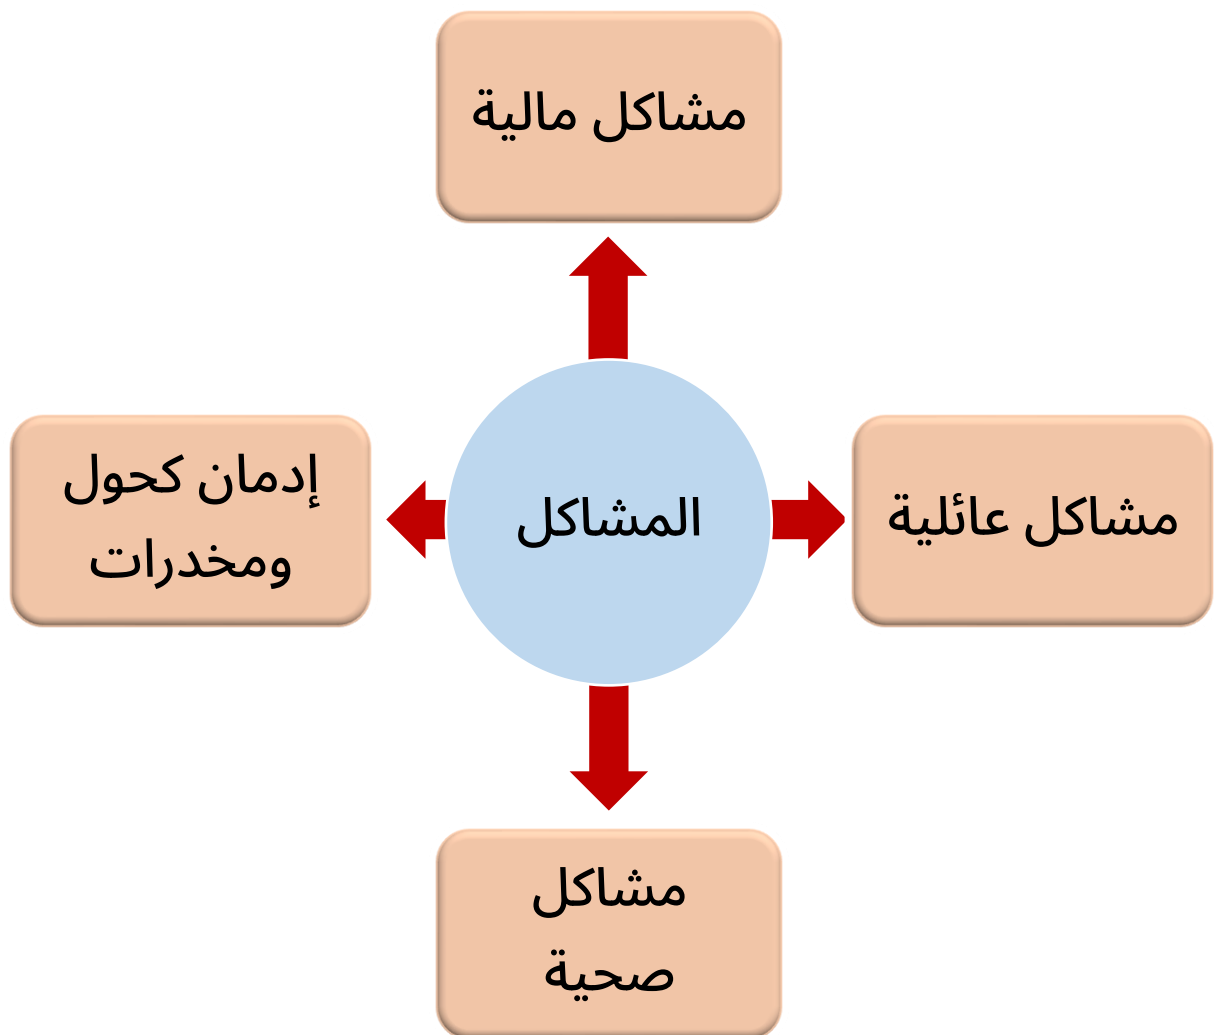 مشاكل مالية
مشاكل عائلية
المشاكل
إدمان كحول
ومخدرات
مشاكل
صحية